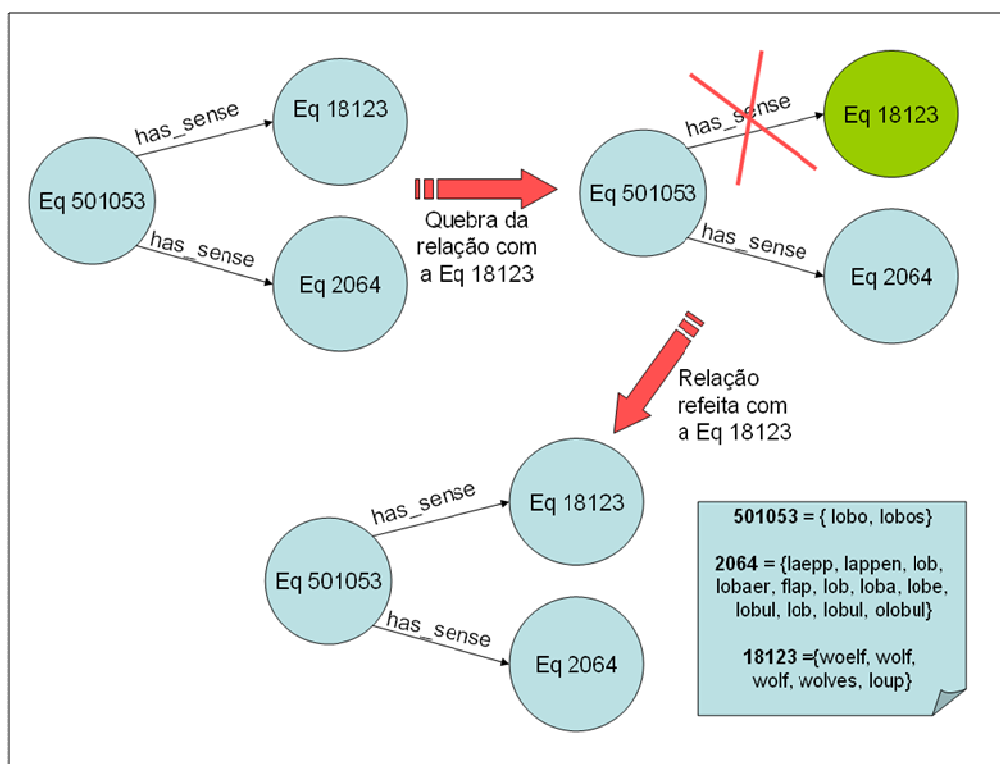 has_sense
Eq 18123
Eq 501053
has_sense
Eq 2064
Quebra da
relação com
a Eq 18123
has_sense
Eq 18123
Eq 501053
has_sense
Eq 2064
Relação
refeita com
a Eq 18123
has_sense
Eq 18123
Eq 501053
has_sense
Eq 2064
501053 = { lobo, lobos}
2064 = {laepp, lappen, lob,
lobaer, flap, lob, loba, lobe,
lobul, lob, lobul, olobul}
18123 ={woelf, wolf,
wolf, wolves, loup}